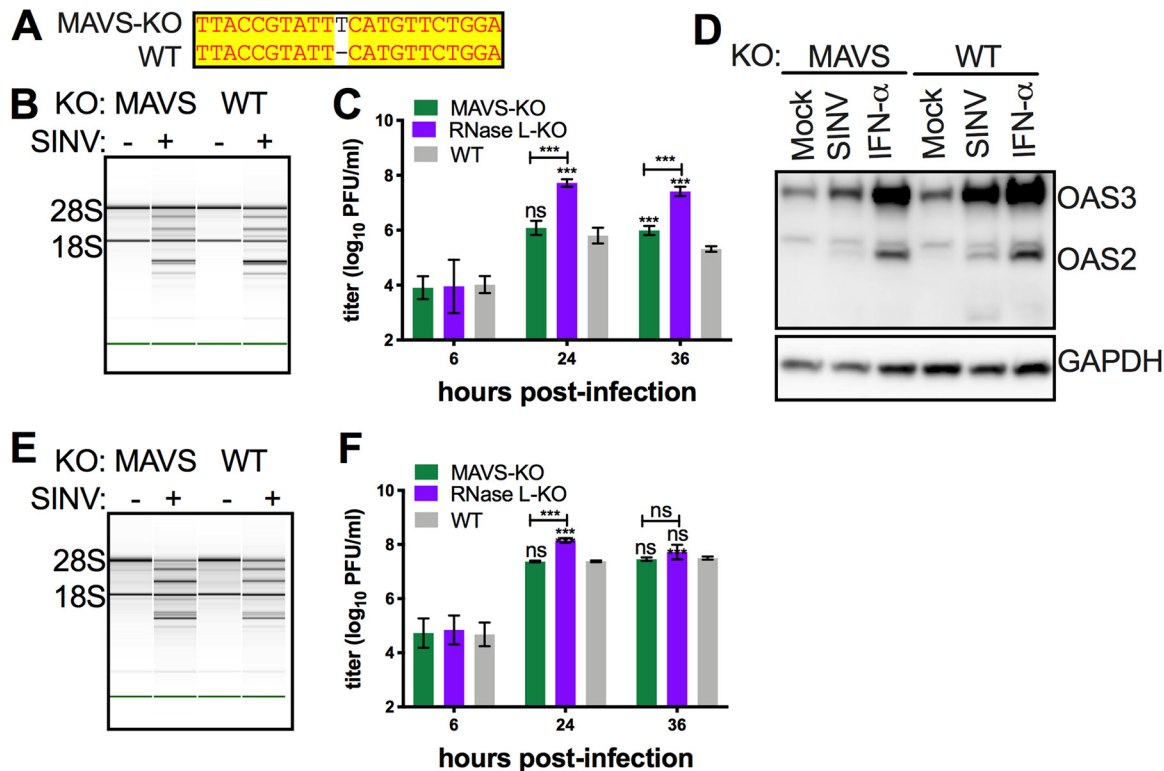 A
MAVS-KO TTACCGTATTTCATGTTCTGGA
WT TTACCGTATT-CATGTTCTGGA
B
KO: MAVS WT
SINV: - + - +
28S
18S
C
MAVS-KO
RNase L-KO
WT
titer (log10 PFU/ml)
10
8
6
4
2
*** ***
*** ***
ns ***
6 24 36
hours post-infection
D
KO: MAVS WT
Mock SINV IFN-α Mock SINV IFN-α
OAS3
OAS2
GAPDH
E
KO: MAVS WT
SINV: - + - +
28S
18S
F
MAVS-KO
RNase L-KO
WT
titer (log10 PFU/ml)
10
8
6
4
2
*** ns
ns *** ns ns
***
6 24 36
hours post-infection